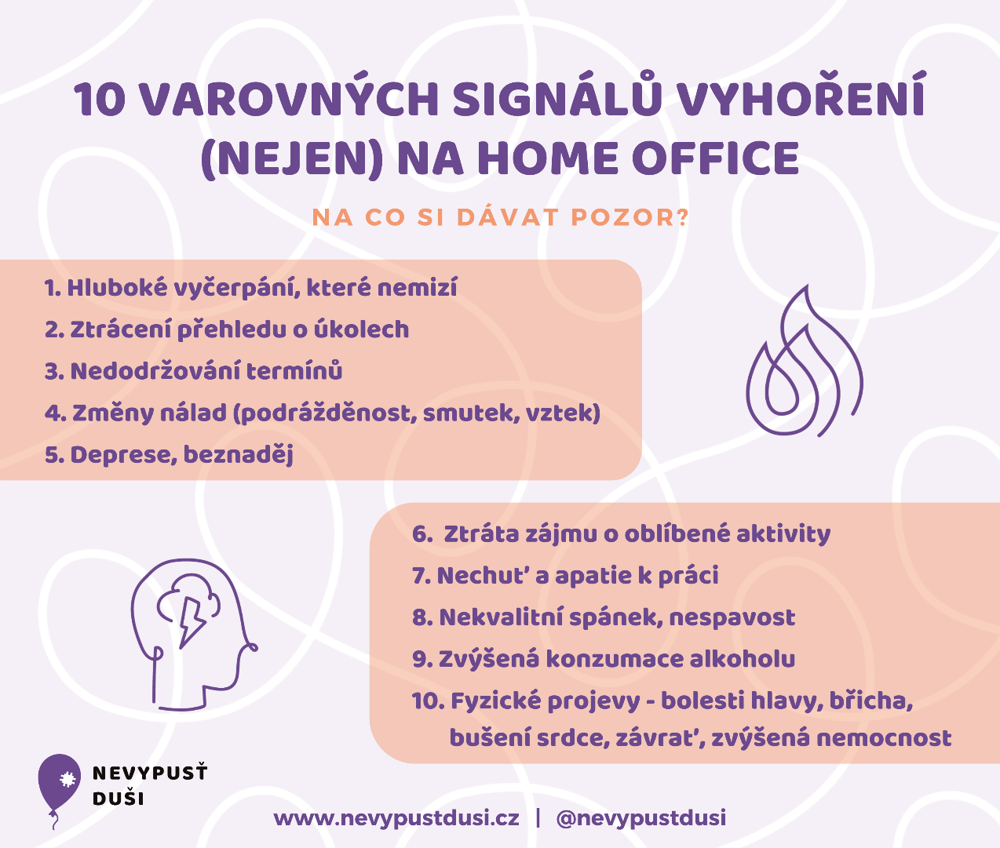 10 VAROVNÝCH SIGNÁLŮ VYHOŘENÍ
(NEJEN) NA HOME OFFICE
NA CO SI DÁVAT POZOR?
1. Hluboké vyčerpání, které nemizí
2. Ztrácení přehledu o úkolech
3. Nedodržování termínů
4. Změny nálad (podrážděnost, smutek, vztek)
5. Deprese, beznaděj
6. Ztráta zájmu o oblíbené aktivity
7. Nechuť a apatie k práci
8. Nekvalitní spánek, nespavost
9. Zvýšená konzumace alkoholu
10. Fyzické projevy - bolesti hlavy, břicha,
bušení srdce, závrať, zvýšená nemocnost
NEVYPUSŤ
DUŠI
www.nevypustdusi.cz | @nevypustdusi